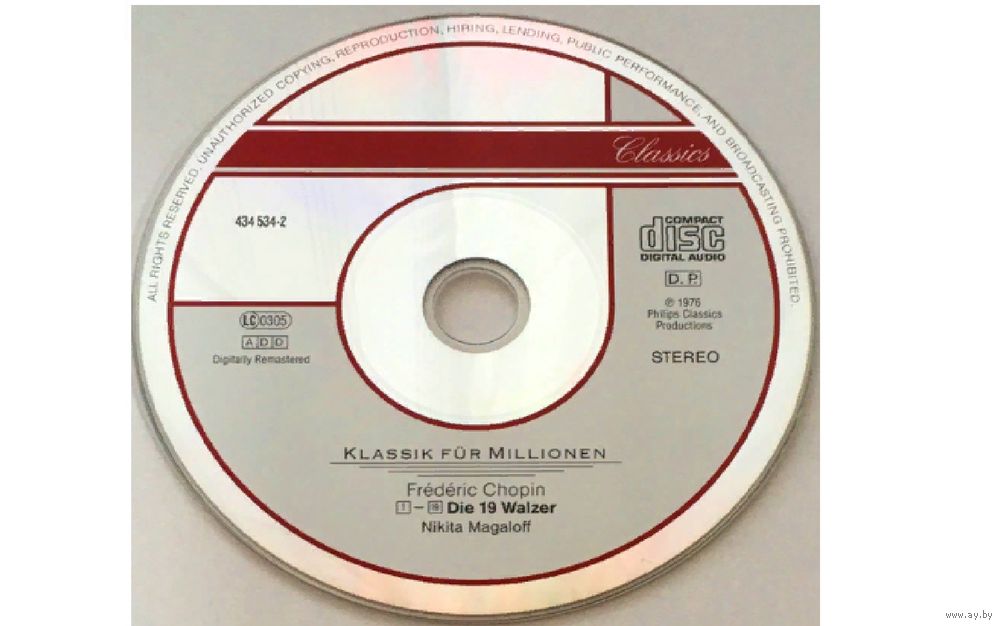 ALL RIGHTS RESERVED. UNAUTHORIZED COPYING, REPRODUCTION, HIRING, LENDING, PUBLIC PERFORMANCE, AND BROADCASTING PROHIBITED.
Classics
434 534-2
COMPACT
disc
DIGITAL AUDIO
D.P.
℗ 1976
Philips Classics
Productions
STEREO
LC 0305
ADD
Digitally Remastered
KLASSIK FÜR MILLIONEN
Frédéric Chopin
1 – 19 Die 19 Walzer
Nikita Magaloff
www.ay.by